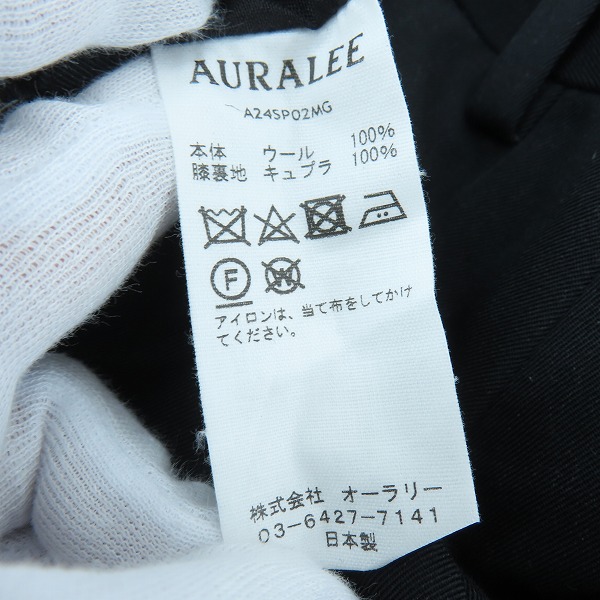 AURALEE
A24SP02MG
本体 ウール 100%
膝裏地 キュプラ 100%
F W
アイロンは、当て布をしてかけ
てください。
株式会社 オーラリー
03-6427-7141
日本製